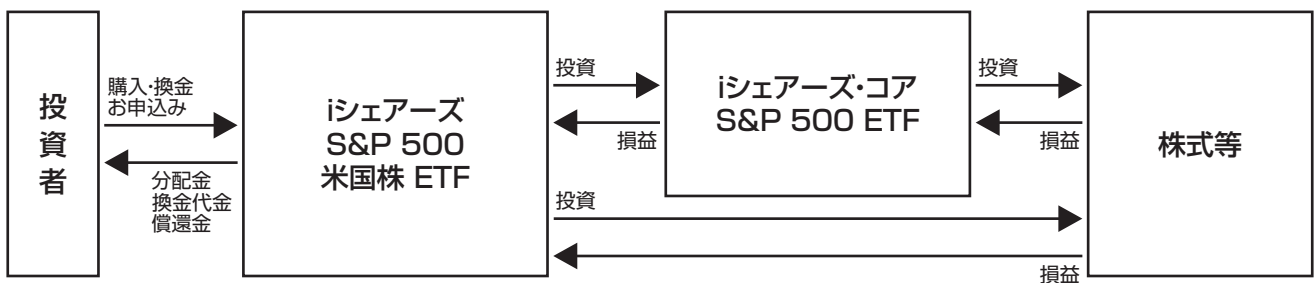 投資者
購入・換金
お申込み
分配金
換金代金
償還金
iシェアーズ
S&P 500
米国株 ETF
投資
損益
iシェアーズ・コア
S&P 500 ETF
投資
損益
投資
損益
株式等